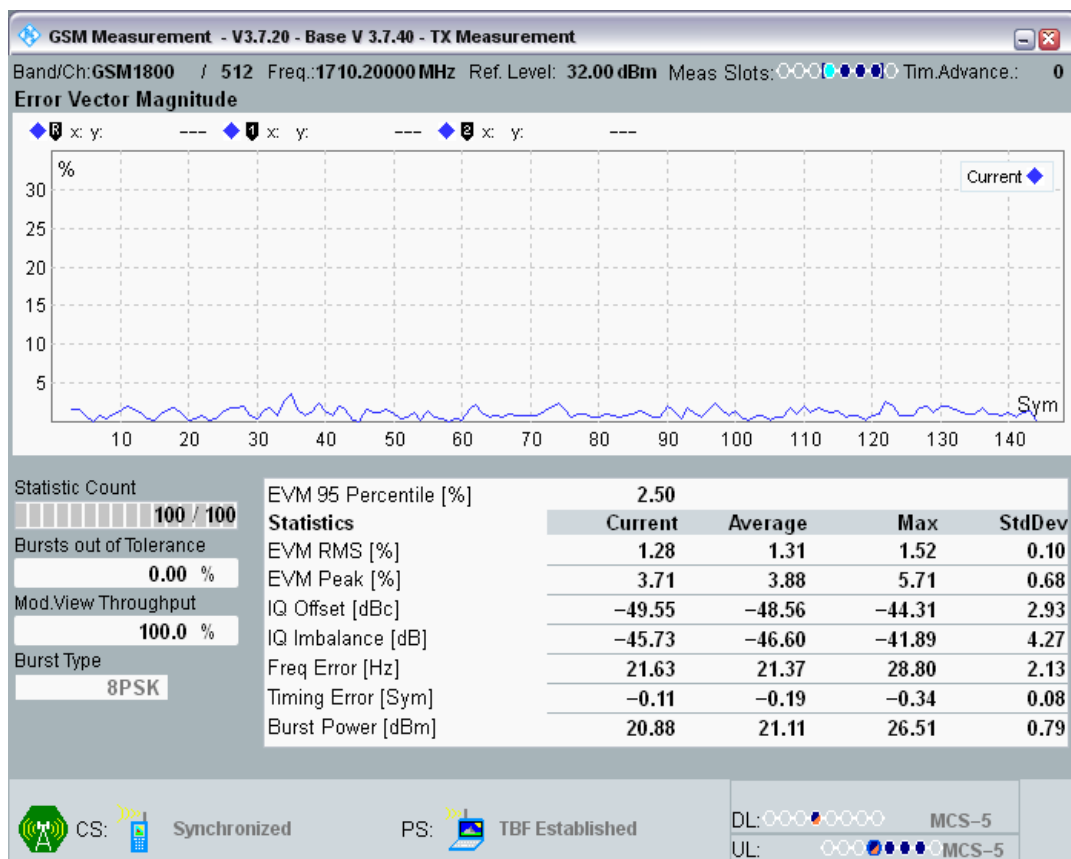 GSM Measurement - V3.7.20 - Base V 3.7.40 - TX Measurement
Band/Ch:GSM1800 / 512 Freq.:1710.20000 MHz Ref. Level: 32.00 dBm Meas Slots: Tim.Advance.: 0
Error Vector Magnitude
R x: y: --- 1 x: y: --- 2 x: y: ---
%
Current
30
25
20
15
10
5
Sym
10 20 30 40 50 60 70 80 90 100 110 120 130 140
Statistic Count
100 / 100
Bursts out of Tolerance
0.00 %
Mod.View Throughput
100.0 %
Burst Type
8PSK
EVM 95 Percentile [%] 2.50
Statistics Current Average Max StdDev
EVM RMS [%] 1.28 1.31 1.52 0.10
EVM Peak [%] 3.71 3.88 5.71 0.68
IQ Offset [dBc] −49.55 −48.56 −44.31 2.93
IQ Imbalance [dB] −45.73 −46.60 −41.89 4.27
Freq Error [Hz] 21.63 21.37 28.80 2.13
Timing Error [Sym] −0.11 −0.19 −0.34 0.08
Burst Power [dBm] 20.88 21.11 26.51 0.79
CS: Synchronized PS: TBF Established
DL: MCS−5
UL: MCS−5